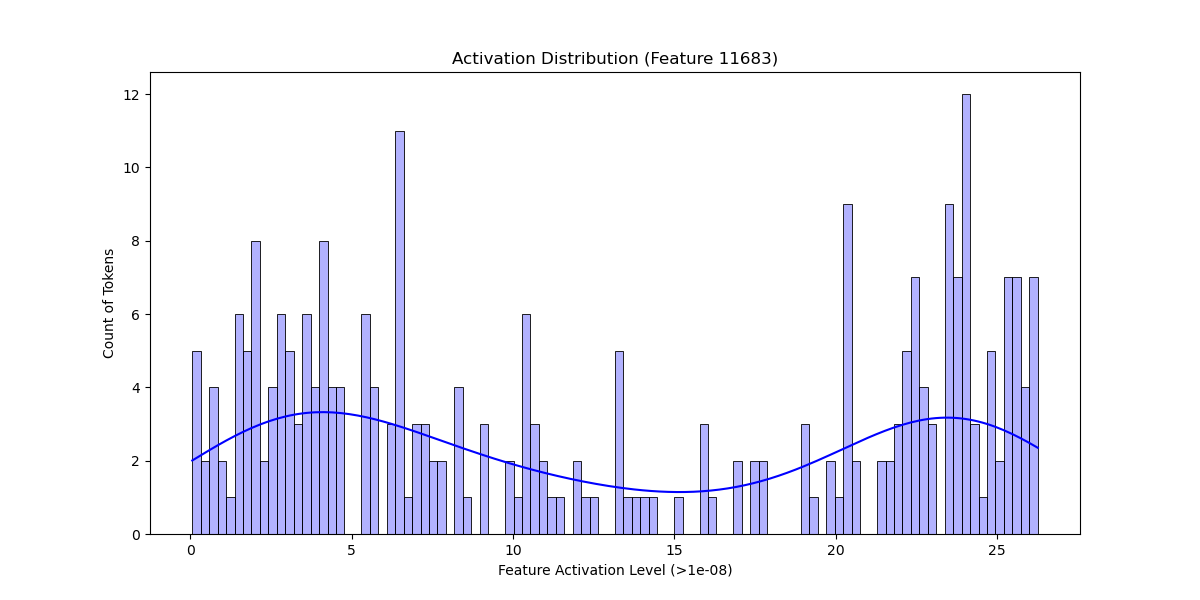 Activation Distribution (Feature 11683)
12
10
8
6
4
2
0
Count of Tokens
0 5 10 15 20 25
Feature Activation Level (>1e-08)